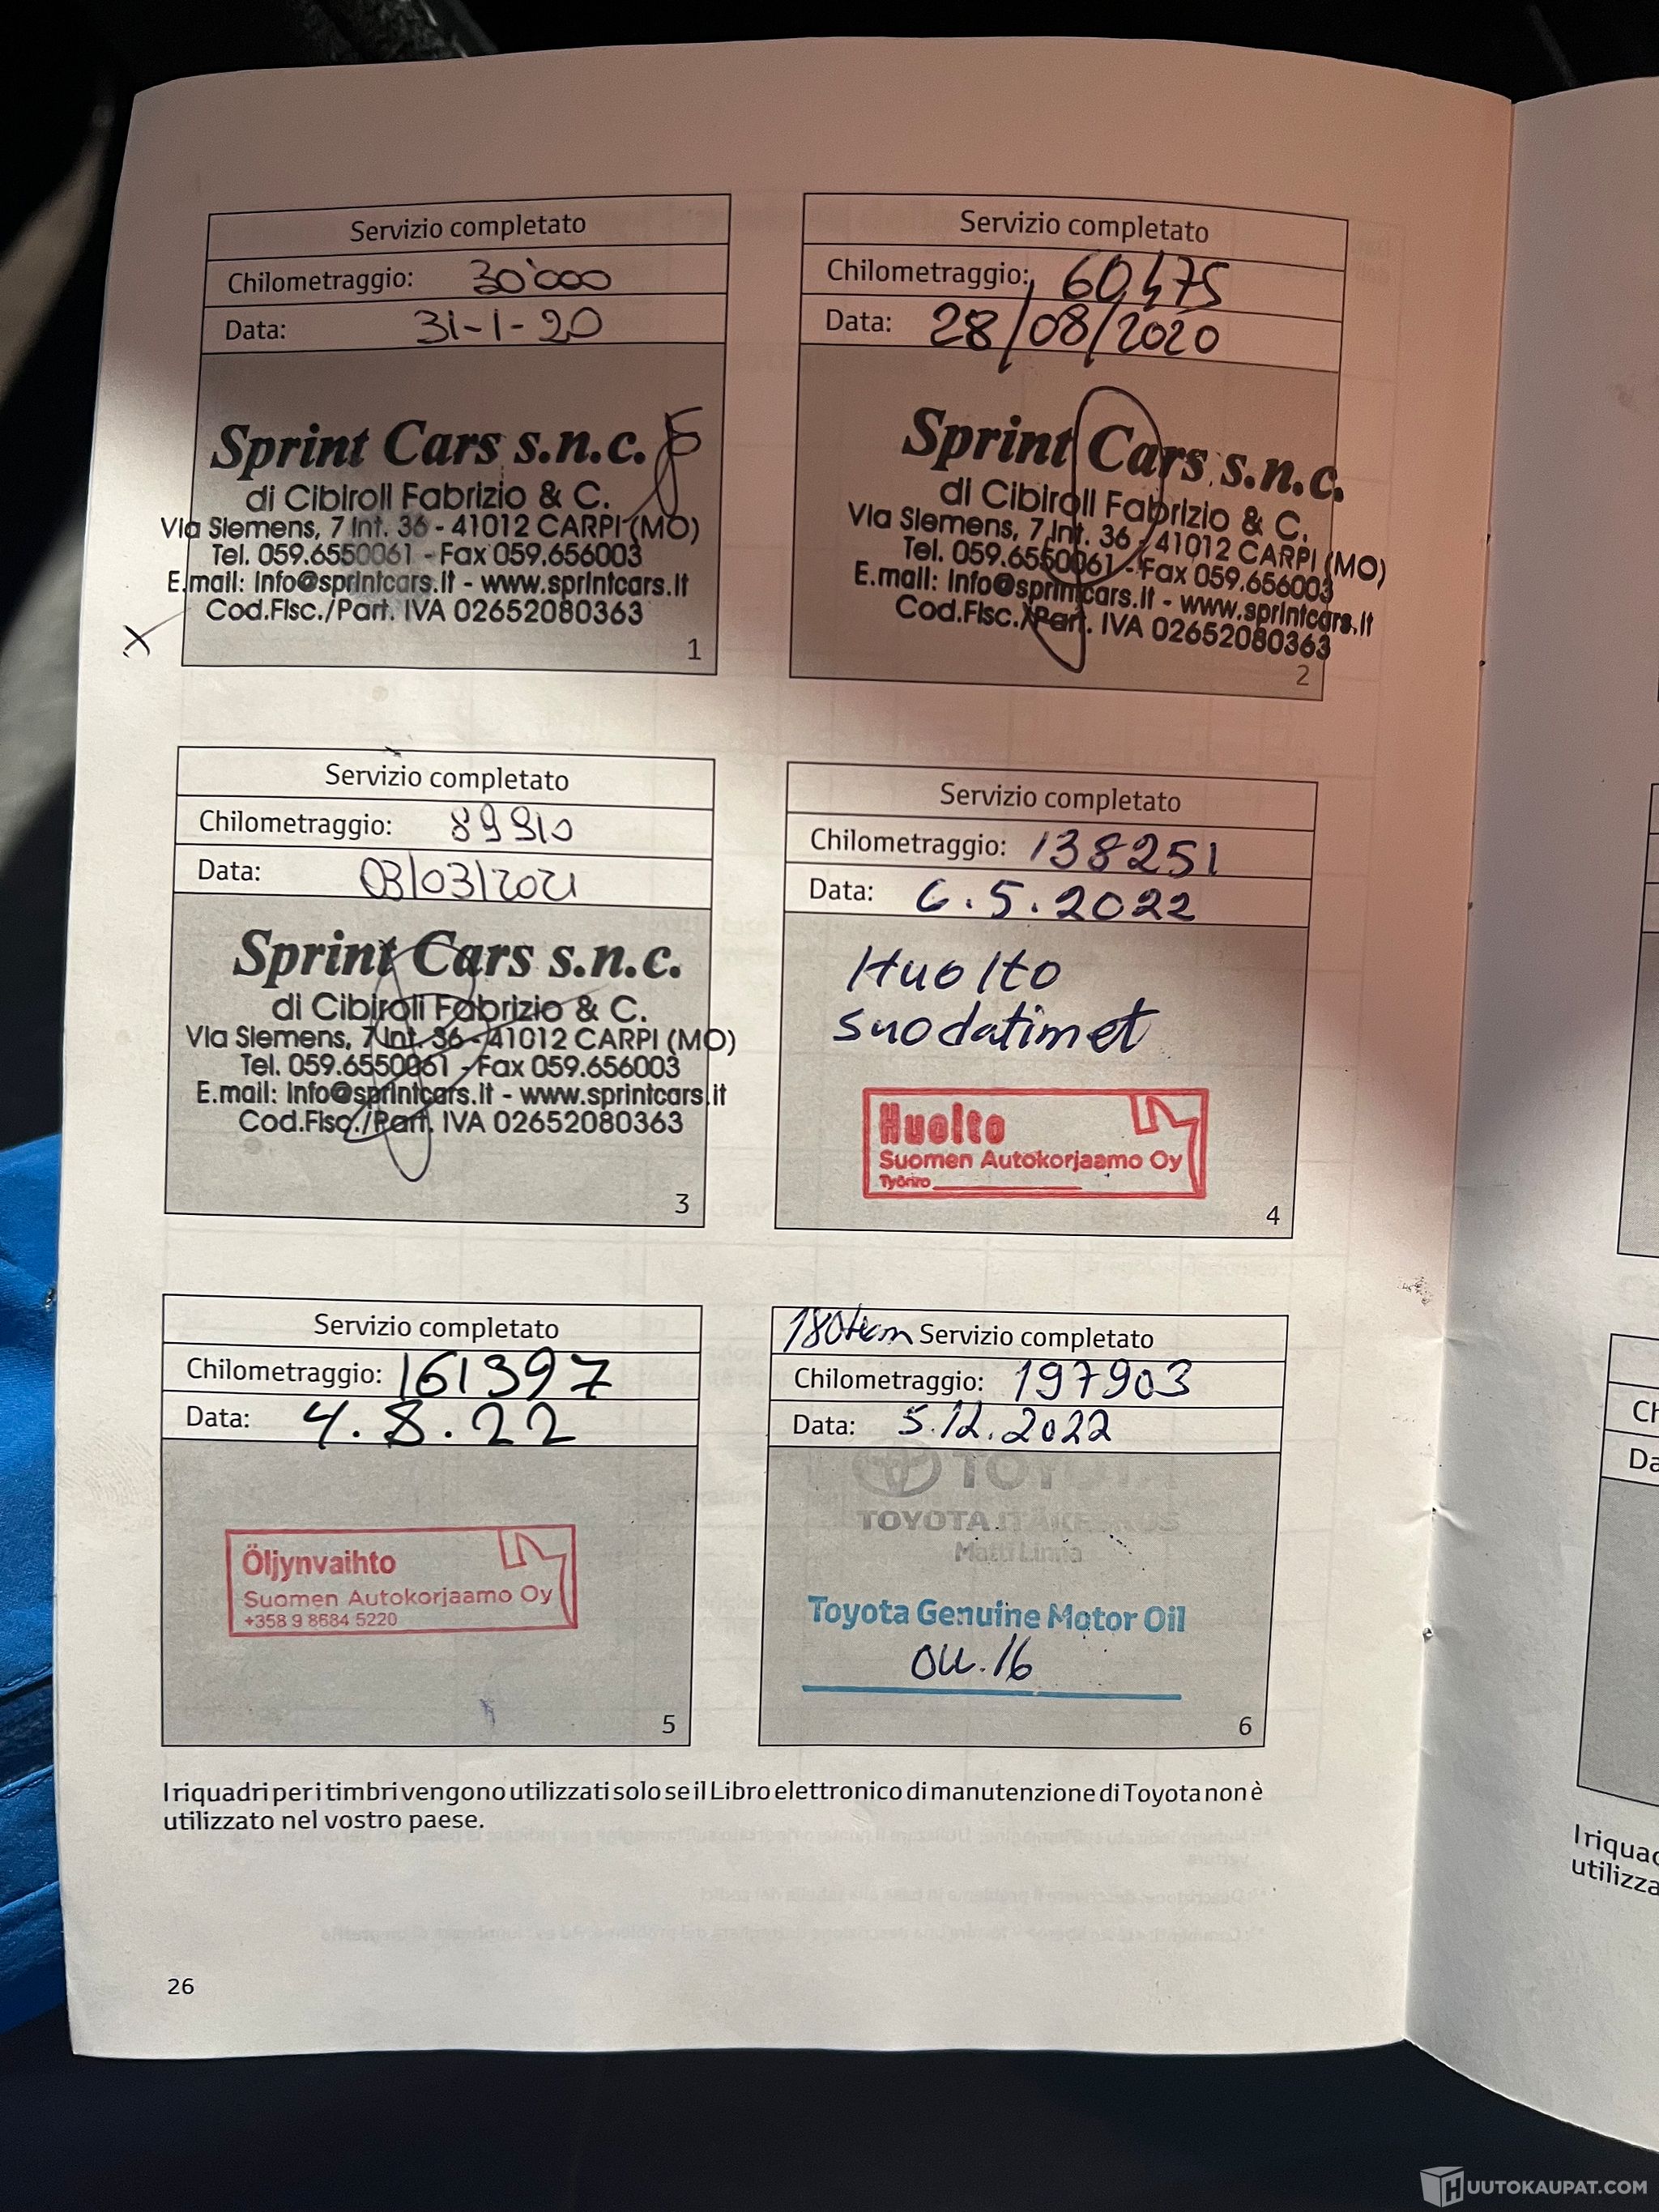 Servizio completato
Chilometraggio: 30'000
Data: 31-1-20
Sprint Cars s.n.c.
di Cibiroli Fabrizio & C.
Via Siemens, 7 Int. 36 - 41012 CARPI (MO)
Tel. 059.6550061 - Fax 059.656003
E.mail: info@sprintcars.it - www.sprintcars.it
Cod.Fisc./Part. IVA 02652080363
X
1
Servizio completato
Chilometraggio: 60475
Data: 28/08/2020
Sprint Cars s.n.c.
di Cibiroli Fabrizio & C.
Via Siemens, 7 Int. 36 - 41012 CARPI (MO)
Tel. 059.6550061 - Fax 059.656003
E.mail: info@sprintcars.it - www.sprintcars.it
Cod.Fisc./Part. IVA 02652080363
2
Servizio completato
Chilometraggio: 89910
Data: 03/03/2021
Sprint Cars s.n.c.
di Cibiroli Fabrizio & C.
Via Siemens, 7 Int. 36 - 41012 CARPI (MO)
Tel. 059.6550061 - Fax 059.656003
E.mail: info@sprintcars.it - www.sprintcars.it
Cod.Fisc./Part. IVA 02652080363
3
Servizio completato
Chilometraggio: 138251
Data: 6.5.2022
Huolto
suodatimet
Huolto
Suomen Autokorjaamo Oy
Työnro
4
Servizio completato
Chilometraggio: 161397
Data: 4.8.22
Öljynvaihto
Suomen Autokorjaamo Oy
+358 9 8684 5220
5
180tkm Servizio completato
Chilometraggio: 197903
Data: 5.12.2022
TOYOTA
TOYOTA ITÄKESKUS
Matti Linna
Toyota Genuine Motor Oil
0W.16
6
I riquadri per i timbri vengono utilizzati solo se il Libro elettronico di manutenzione di Toyota non è
utilizzato nel vostro paese.
26
Ch
Da
I riquad
utilizza
HUUTOKAUPAT.COM